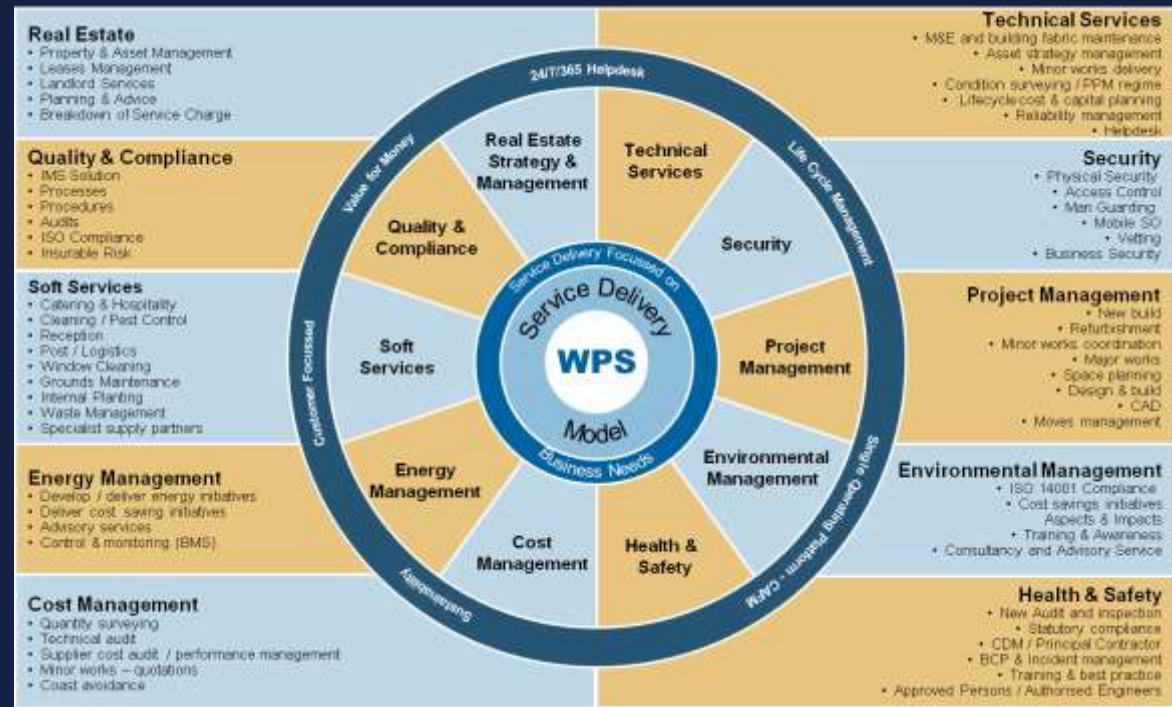 Real Estate
• Property & Asset Management
• Leases Management
• Landlord Services
• Planning & Advice
• Breakdown of Service Charge
Quality & Compliance
• IMS Solution
• Processes
• Procedures
• Audits
• ISO Compliance
• Insurable Risk
Soft Services
• Catering & Hospitality
• Cleaning / Pest Control
• Reception
• Post / Logistics
• Window Cleaning
• Grounds Maintenance
• Internal Planting
• Waste Management
• Specialist supply partners
Energy Management
• Develop / deliver energy initiatives
• Deliver cost saving initiatives
• Advisory services
• Control & monitoring (BMS)
Cost Management
• Quantity surveying
• Technical audit
• Supplier cost audit / performance management
• Minor works – quotations
• Coast avoidance
24/7/365 Helpdesk
Life Cycle Management
Single Operating Platform - CAFM
Sustainability
Customer Focussed
Value for Money
Real Estate
Strategy &
Management
Technical
Services
Security
Project
Management
Environmental
Management
Health &
Safety
Cost
Management
Energy
Management
Soft
Services
Quality &
Compliance
Service Delivery Focussed on
Business Needs
Service Delivery
WPS
Model
Technical Services
• M&E and building fabric maintenance
• Asset strategy management
• Minor works delivery
• Condition surveying / PPM regime
• Lifecycle cost & capital planning
• Reliability management
• Helpdesk
Security
• Physical Security
• Access Control
• Man Guarding
• Mobile SO
• Vetting
• Business Security
Project Management
• New build
• Refurbishment
• Minor works coordination
• Major works
• Space planning
• Design & build
• CAD
• Moves management
Environmental Management
• ISO 14001 Compliance
• Cost savings initiatives
Aspects & Impacts
• Training & Awareness
• Consultancy and Advisory Service
Health & Safety
• New Audit and inspection
• Statutory compliance
• CDM / Principal Contractor
• BCP & Incident management
• Training & best practice
• Approved Persons / Authorised Engineers